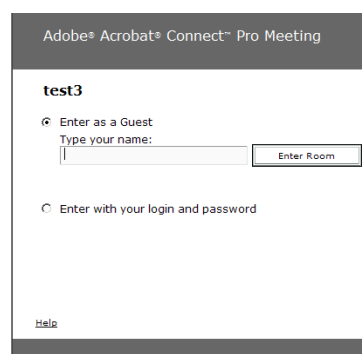 Adobe® Acrobat® Connect™ Pro Meeting
test3
Enter as a Guest
Type your name:
Enter Room
Enter with your login and password
Help